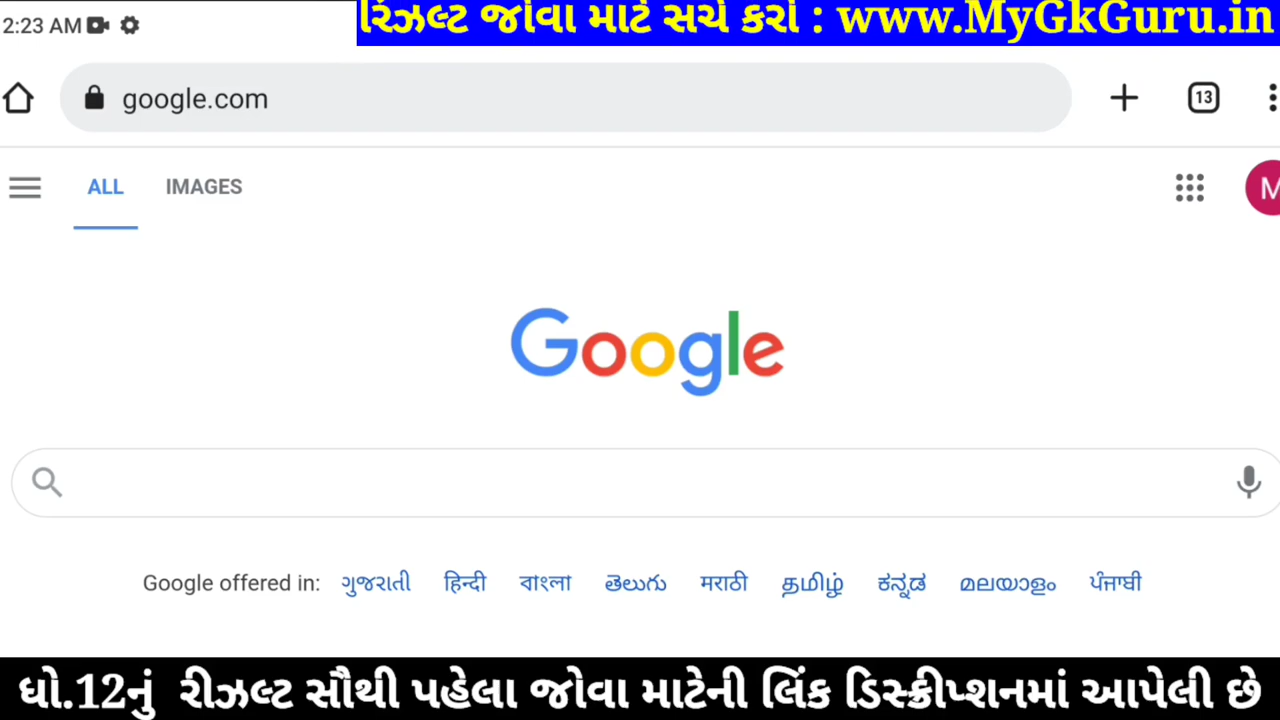 2:23 AM
રિઝલ્ટ જોવા માટે સર્ચ કરો : www.MyGkGuru.in
google.com
13
ALL IMAGES
M
Google
Google offered in: ગુજરાતી हिन्दी বাংলা తెలుగు मराठी தமிழ் ಕನ್ನಡ മലയാളം ਪੰਜਾਬੀ
ધો.12નું રીઝલ્ટ સૌથી પહેલા જોવા માટેની લિંક ડિસ્ક્રીપ્શનમાં આપેલી છે